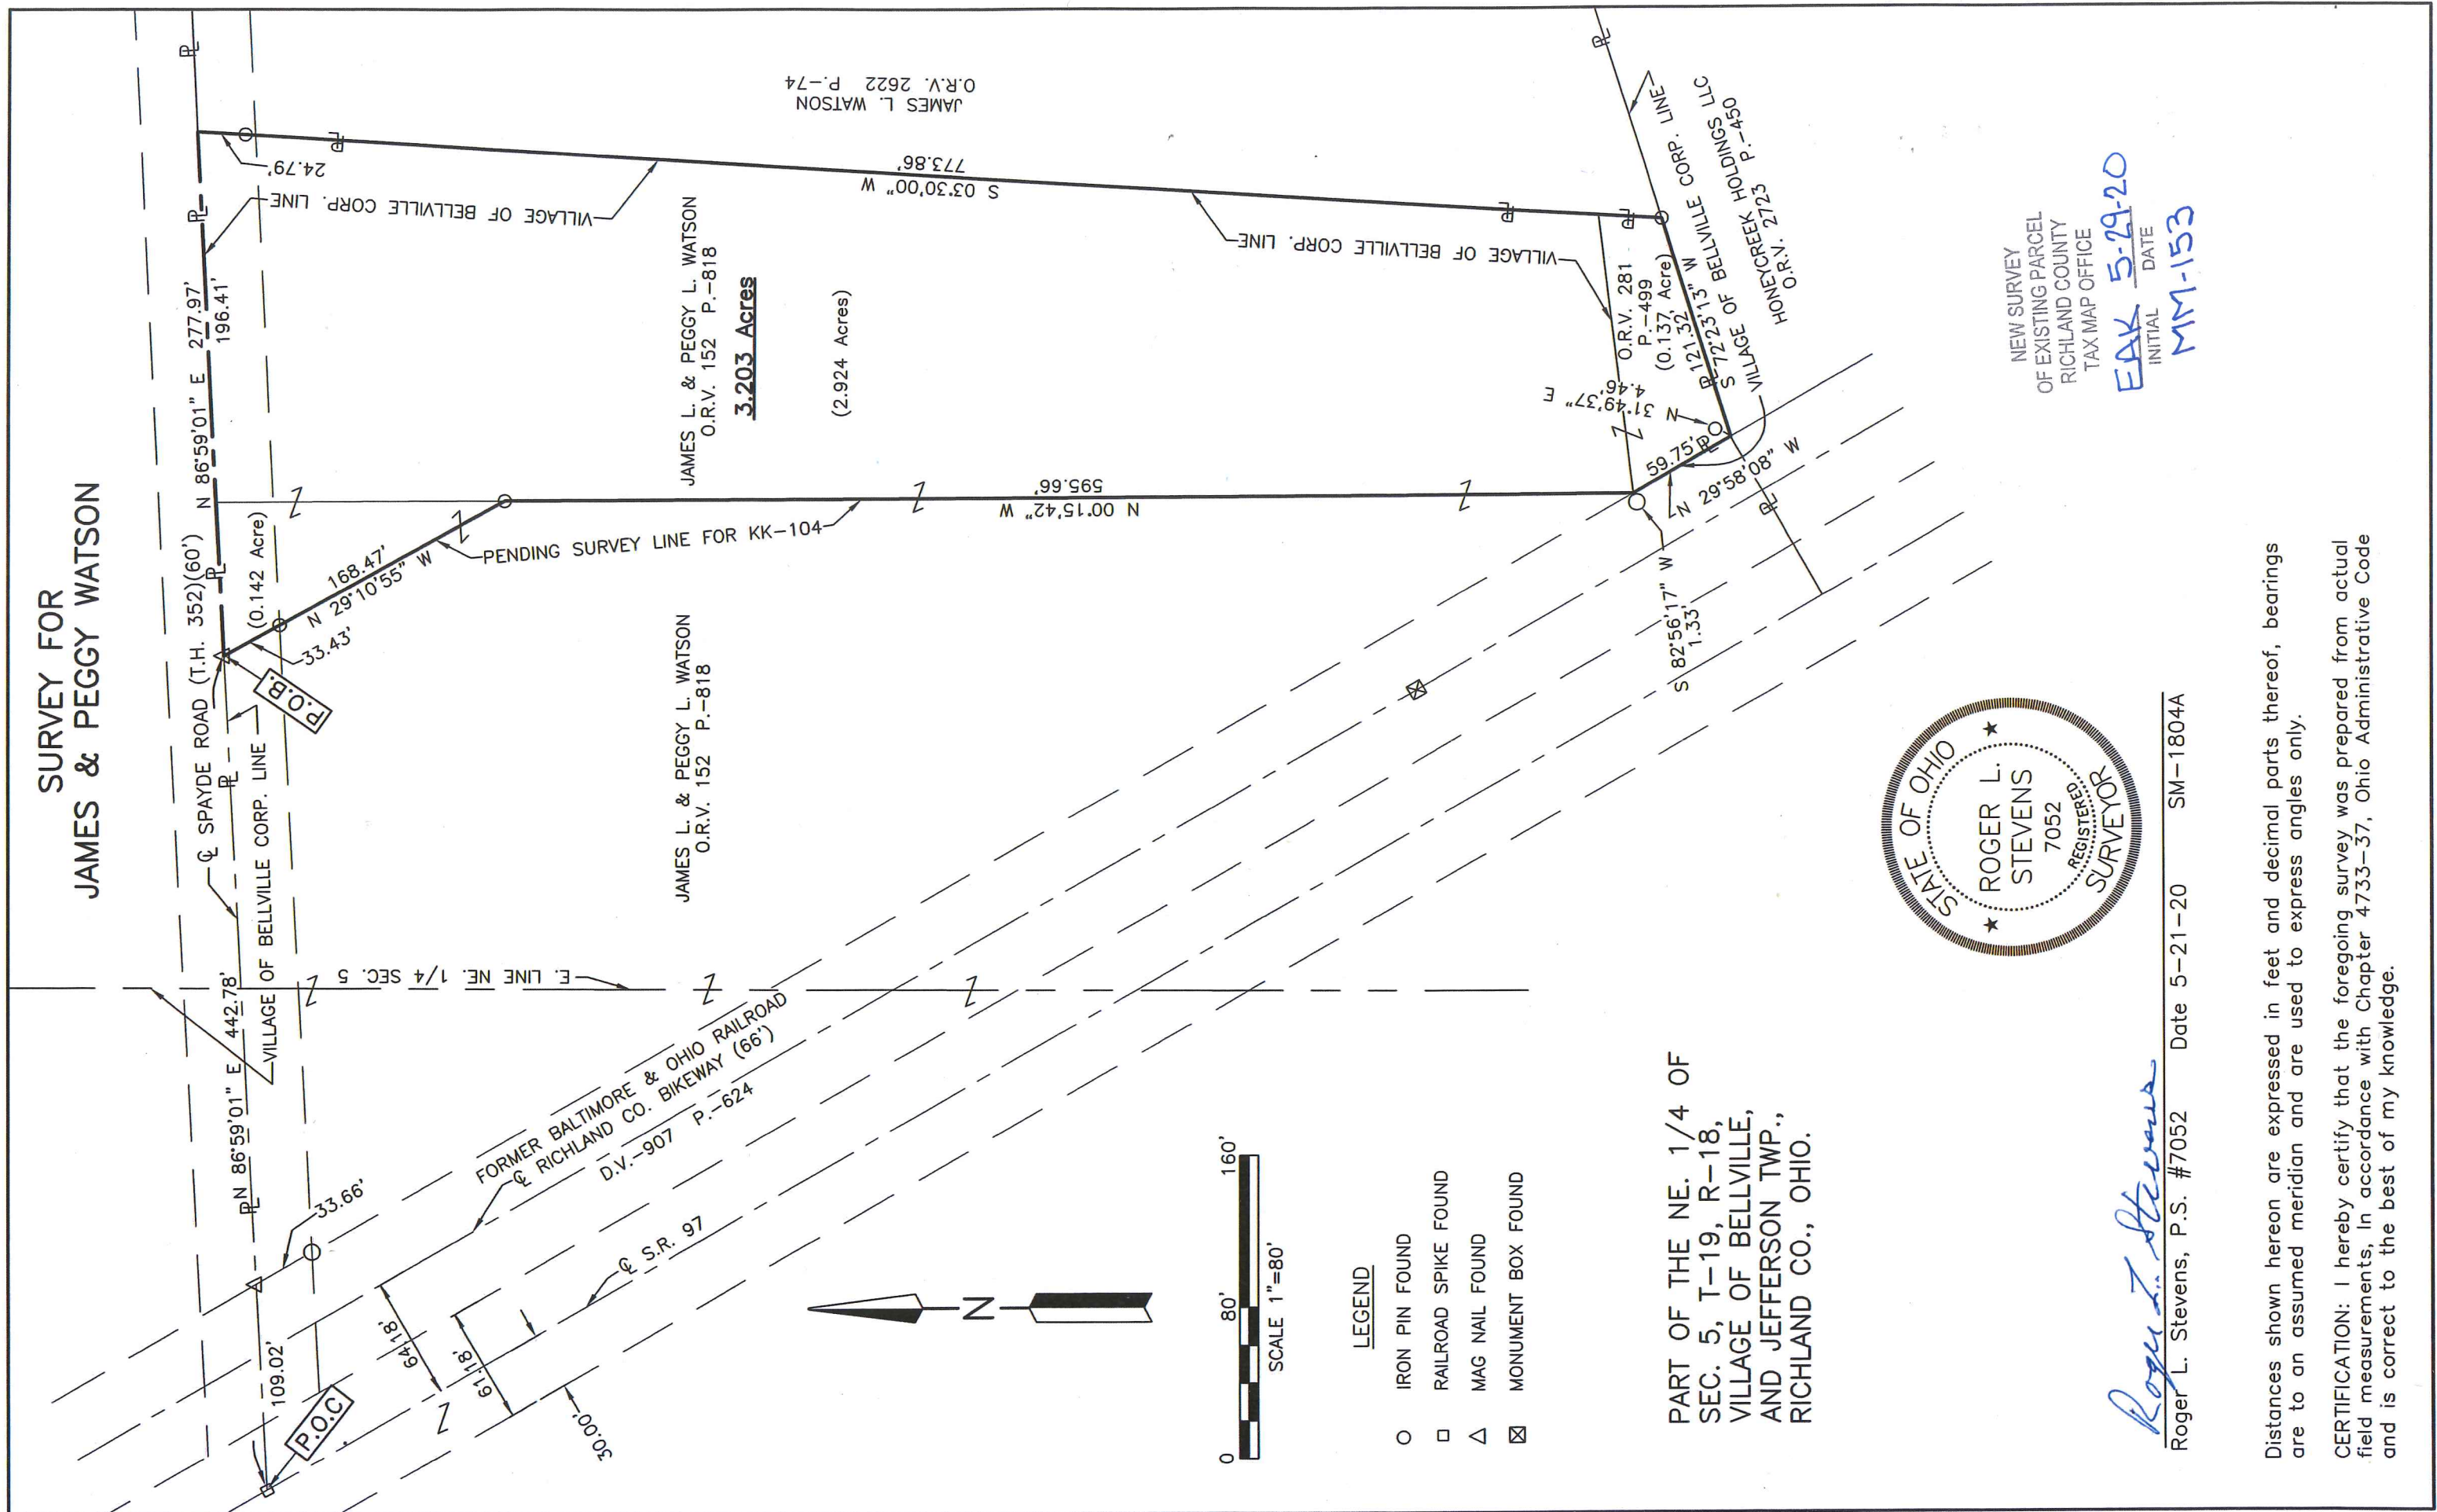 SURVEY FOR
JAMES & PEGGY WATSON
℄ SPAYDE ROAD (T.H. 352)(60')
N 86°59'01" E 277.97'
196.41'
N 86°59'01" E 442.78'
VILLAGE OF BELLVILLE CORP. LINE
(0.142 Acre)
P.O.B.
33.43'
168.47'
N 29°10'55" W
PENDING SURVEY LINE FOR KK-104
24.79'
VILLAGE OF BELLVILLE CORP. LINE
JAMES L. WATSON
O.R.V. 2622 P.-74
S 03°30'00" W
773.86'
JAMES L. & PEGGY L. WATSON
O.R.V. 152 P.-818
3.203 Acres
(2.924 Acres)
N 00°15'42" W
595.66'
VILLAGE OF BELLVILLE CORP. LINE
JAMES L. & PEGGY L. WATSON
O.R.V. 152 P.-818
E. LINE NE. 1/4 SEC. 5
33.66'
109.02'
P.O.C
FORMER BALTIMORE & OHIO RAILROAD
℄ RICHLAND CO. BIKEWAY (66')
D.V.-907 P.-624
℄ S.R. 97
64.18'
61.18'
30.00'
O.R.V. 281
P.-499
(0.137 Acre)
121.32'
S 72°23'13" W
VILLAGE OF BELLVILLE CORP. LINE
HONEYCREEK HOLDINGS LLC
O.R.V. 2723 P.-450
N 31°49'37" E
4.46'
59.75'
N 29°58'08" W
S 82°56'17" W
1.33'
N
0 80' 160'
SCALE 1"=80'
LEGEND
IRON PIN FOUND
RAILROAD SPIKE FOUND
MAG NAIL FOUND
MONUMENT BOX FOUND
PART OF THE NE. 1/4 OF
SEC. 5, T-19, R-18,
VILLAGE OF BELLVILLE,
AND JEFFERSON TWP.,
RICHLAND CO., OHIO.
STATE OF OHIO
ROGER L.
STEVENS
7052
REGISTERED
SURVEYOR
NEW SURVEY
OF EXISTING PARCEL
RICHLAND COUNTY
TAX MAP OFFICE
EAK 5-29-20
INITIAL DATE
MM-153
Roger L. Stevens
Roger L. Stevens, P.S. #7052 Date 5-21-20 SM-1804A
Distances shown hereon are expressed in feet and decimal parts thereof, bearings
are to an assumed meridian and are used to express angles only.
CERTIFICATION: I hereby certify that the foregoing survey was prepared from actual
field measurements, In accordance with Chapter 4733-37, Ohio Administrative Code
and is correct to the best of my knowledge.